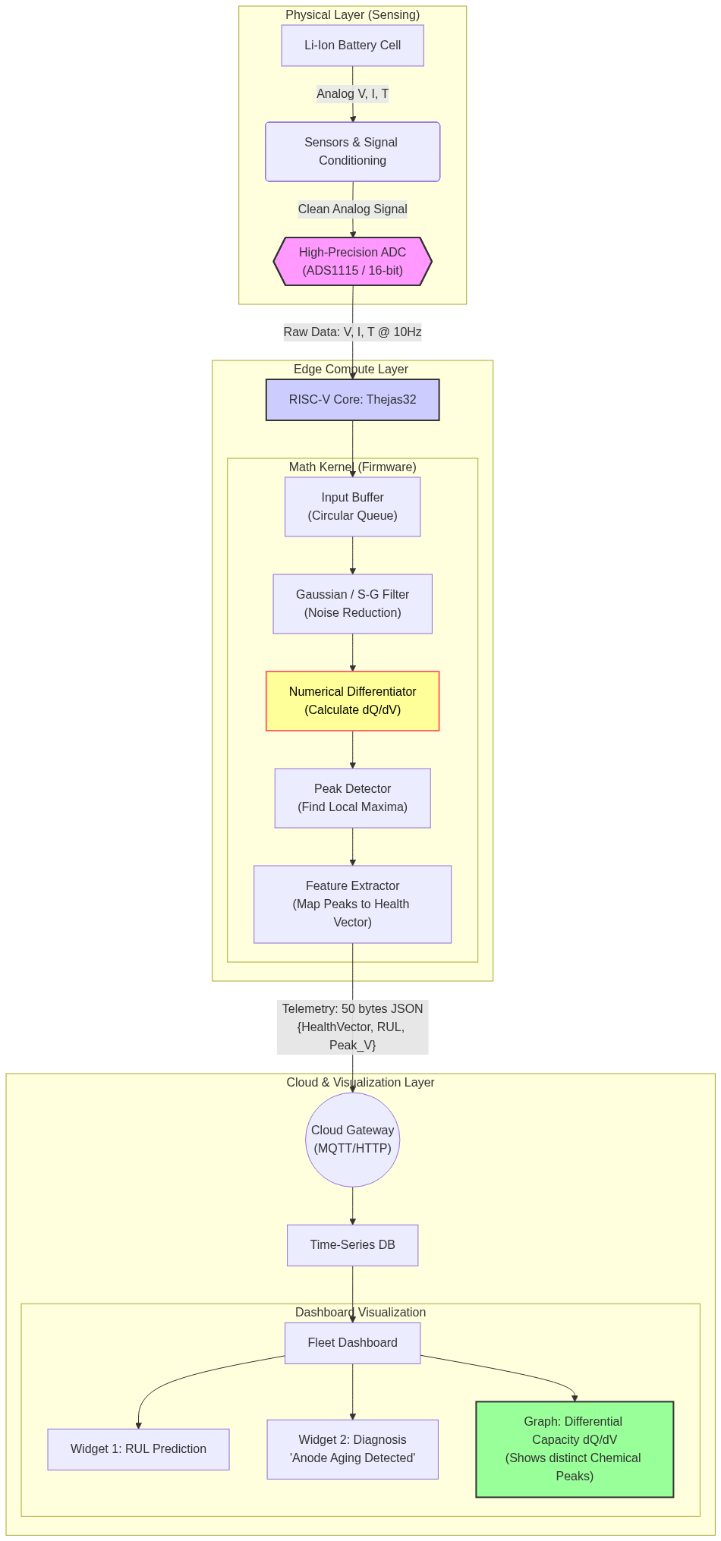 Physical Layer (Sensing)
Li-Ion Battery Cell
Analog V, I, T
Sensors & Signal
Conditioning
Clean Analog Signal
High-Precision ADC
(ADS1115 / 16-bit)
Raw Data: V, I, T @ 10Hz
Edge Compute Layer
RISC-V Core: Thejas32
Math Kernel (Firmware)
Input Buffer
(Circular Queue)
Gaussian / S-G Filter
(Noise Reduction)
Numerical Differentiator
(Calculate dQ/dV)
Peak Detector
(Find Local Maxima)
Feature Extractor
(Map Peaks to Health
Vector)
Telemetry: 50 bytes JSON
{HealthVector, RUL,
Peak_V}
Cloud & Visualization Layer
Cloud Gateway
(MQTT/HTTP)
Time-Series DB
Dashboard Visualization
Fleet Dashboard
Widget 1: RUL Prediction
Widget 2: Diagnosis
'Anode Aging Detected'
Graph: Differential
Capacity dQ/dV
(Shows distinct Chemical
Peaks)